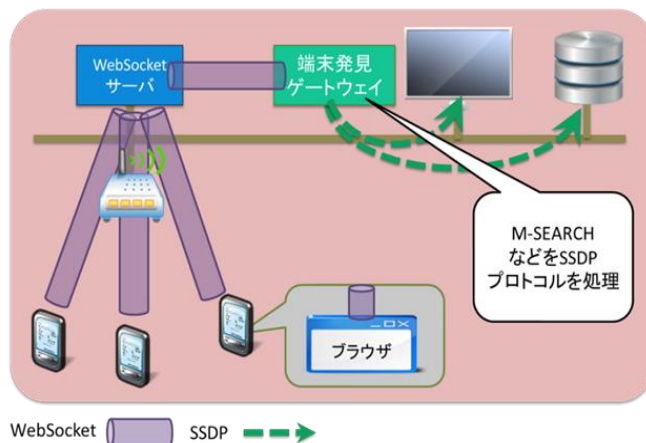 WebSocket
サーバ
端末発見
ゲートウェイ
M-SEARCH
などをSSDP
プロトコルを処理
ブラウザ
WebSocket
SSDP